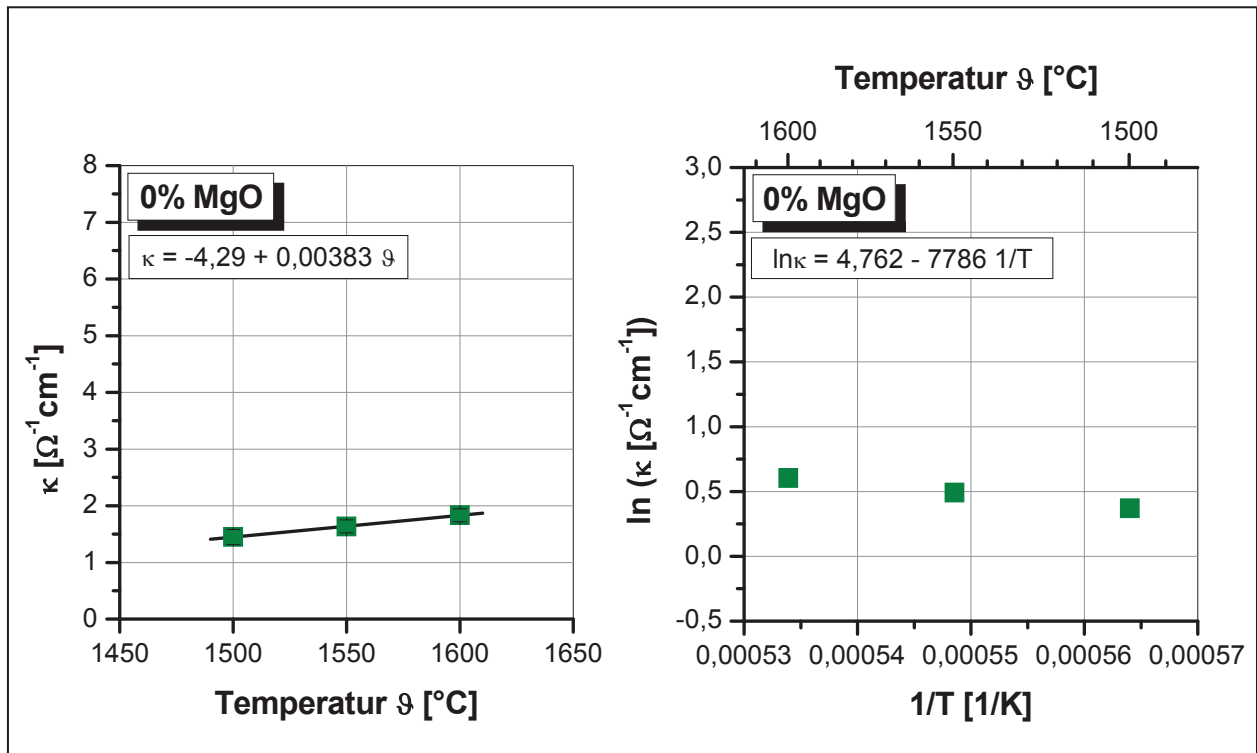 8
7
6
5
4
3
2
1
0
κ [Ω⁻¹cm⁻¹]
0% MgO
κ = -4,29 + 0,00383 ϑ
1450 1500 1550 1600 1650
Temperatur ϑ [°C]
Temperatur ϑ [°C]
1600 1550 1500
3,0
2,5
2,0
1,5
1,0
0,5
0,0
-0,5
ln (κ [Ω⁻¹cm⁻¹])
0% MgO
lnκ = 4,762 - 7786 1/T
0,00053 0,00054 0,00055 0,00056 0,00057
1/T [1/K]